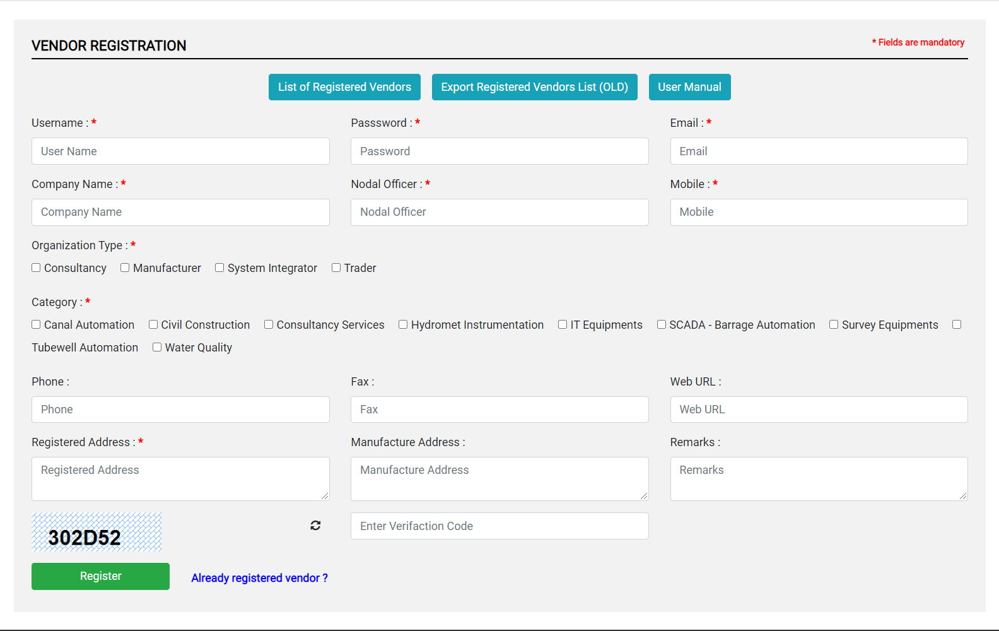 VENDOR REGISTRATION
* Fields are mandatory
List of Registered Vendors
Export Registered Vendors List (OLD)
User Manual
Username : *
Passsword : *
Email : *
User Name
Password
Email
Company Name : *
Nodal Officer : *
Mobile : *
Company Name
Nodal Officer
Mobile
Organization Type : *
Consultancy Manufacturer System Integrator Trader
Category : *
Canal Automation Civil Construction Consultancy Services Hydromet Instrumentation IT Equipments SCADA - Barrage Automation Survey Equipments
Tubewell Automation Water Quality
Phone :
Fax :
Web URL :
Phone
Fax
Web URL
Registered Address : *
Manufacture Address :
Remarks :
Registered Address
Manufacture Address
Remarks
302D52
Enter Verifaction Code
Register
Already registered vendor ?